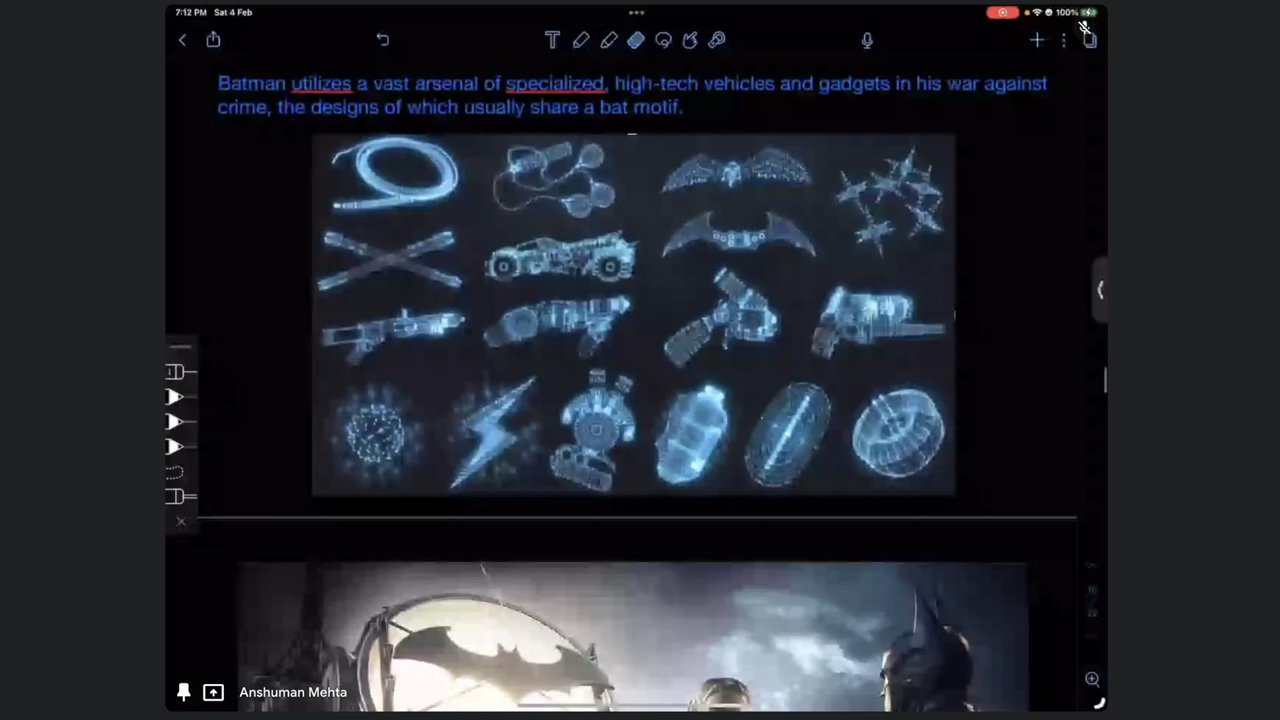 7:12 PM Sat 4 Feb
100%
Batman utilizes a vast arsenal of specialized, high-tech vehicles and gadgets in his war against
crime, the designs of which usually share a bat motif.
Anshuman Mehta